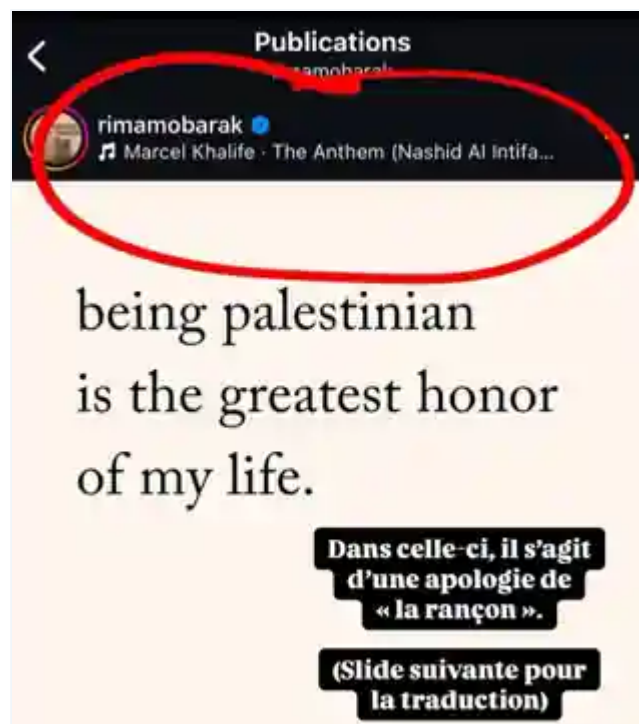 Publications
rimamobarak
♫ Marcel Khalife · The Anthem (Nashid Al Intifa...
being palestinian
is the greatest honor
of my life.
Dans celle-ci, il s’agit
d’une apologie de
« la rançon ».
(Slide suivante pour
la traduction)